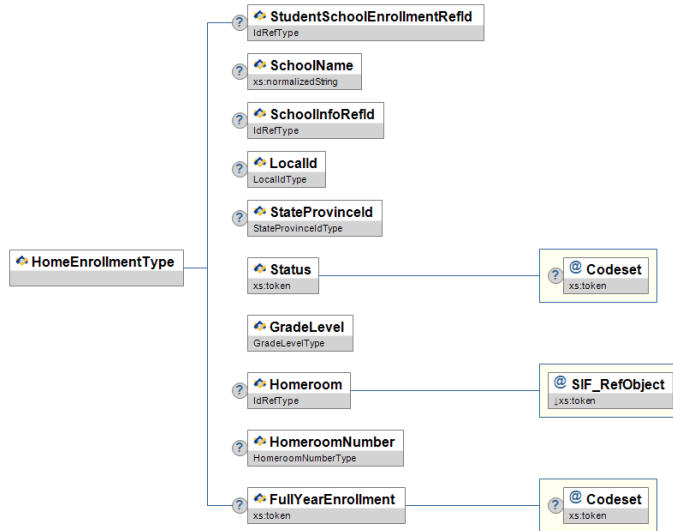 ? StudentSchoolEnrollmentRefId
IdRefType
? SchoolName
xs:normalizedString
? SchoolInfoRefId
IdRefType
? LocalId
LocalIdType
? StateProvinceId
StateProvinceIdType
HomeEnrollmentType
Status
xs:token
? @ Codeset
xs:token
GradeLevel
GradeLevelType
? Homeroom
IdRefType
@ SIF_RefObject
↓xs:token
? HomeroomNumber
HomeroomNumberType
? FullYearEnrollment
xs:token
? @ Codeset
xs:token